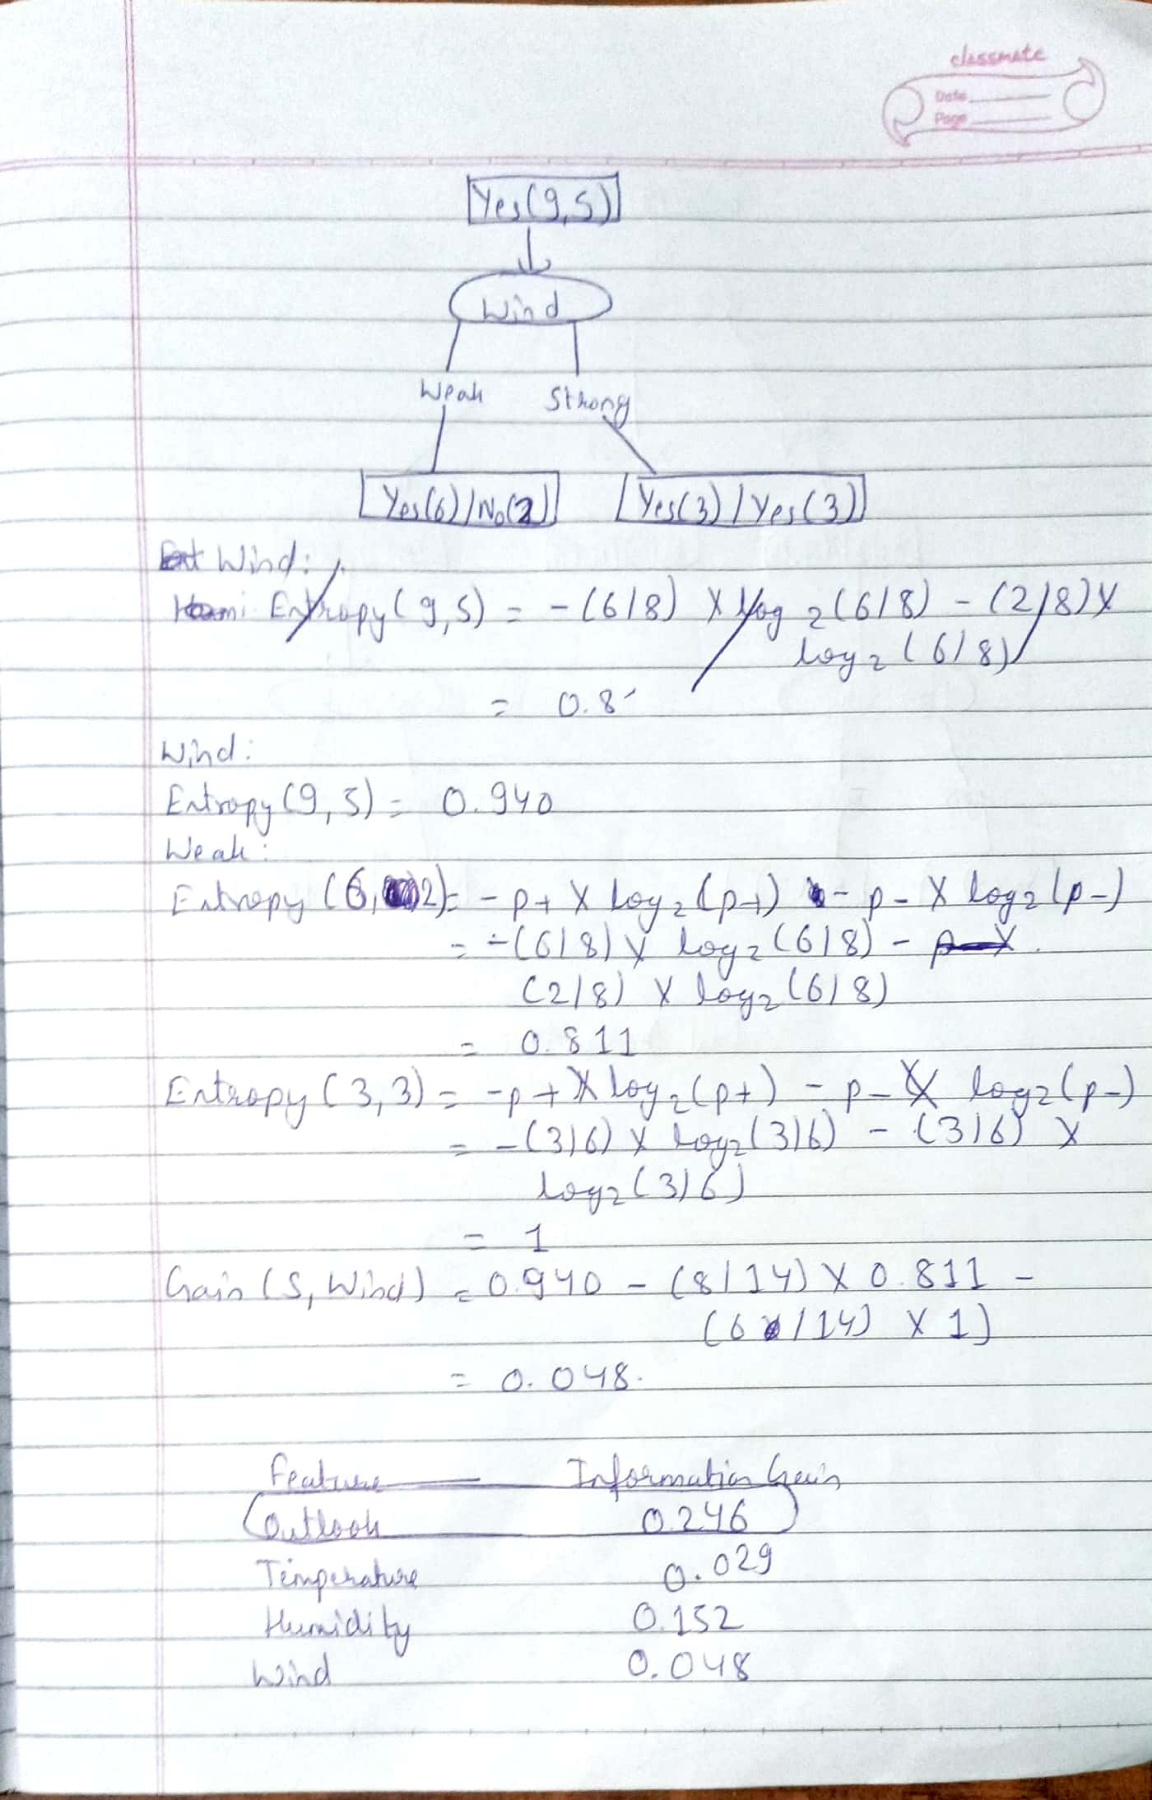 classmate
Date
Page
Yes(9,5)
Wind
Weak Strong
Yes(6)/No(2) Yes(3)/Yes(3)
Wind:
Entropy(9,5) = -(6/8) X log2(6/8) - (2/8)X
log2(6/8)
= 0.8
Wind:
Entropy(9,5) = 0.940
Weak:
Entropy(6,2) = -p+ X log2(p+) - p- X log2(p-)
= -(6/8) X log2(6/8) - p- X
(2/8) X log2(6/8)
= 0.811
Entropy(3,3) = -p+ X log2(p+) - p- X log2(p-)
= -(3/6) X log2(3/6) - (3/6) X
log2(3/6)
= 1
Gain(S, Wind) = 0.940 - (8/14) X 0.811 -
(6/14) X 1)
= 0.048.
Feature Information Gain
Outlook 0.246
Temperature 0.029
Humidity 0.152
Wind 0.048